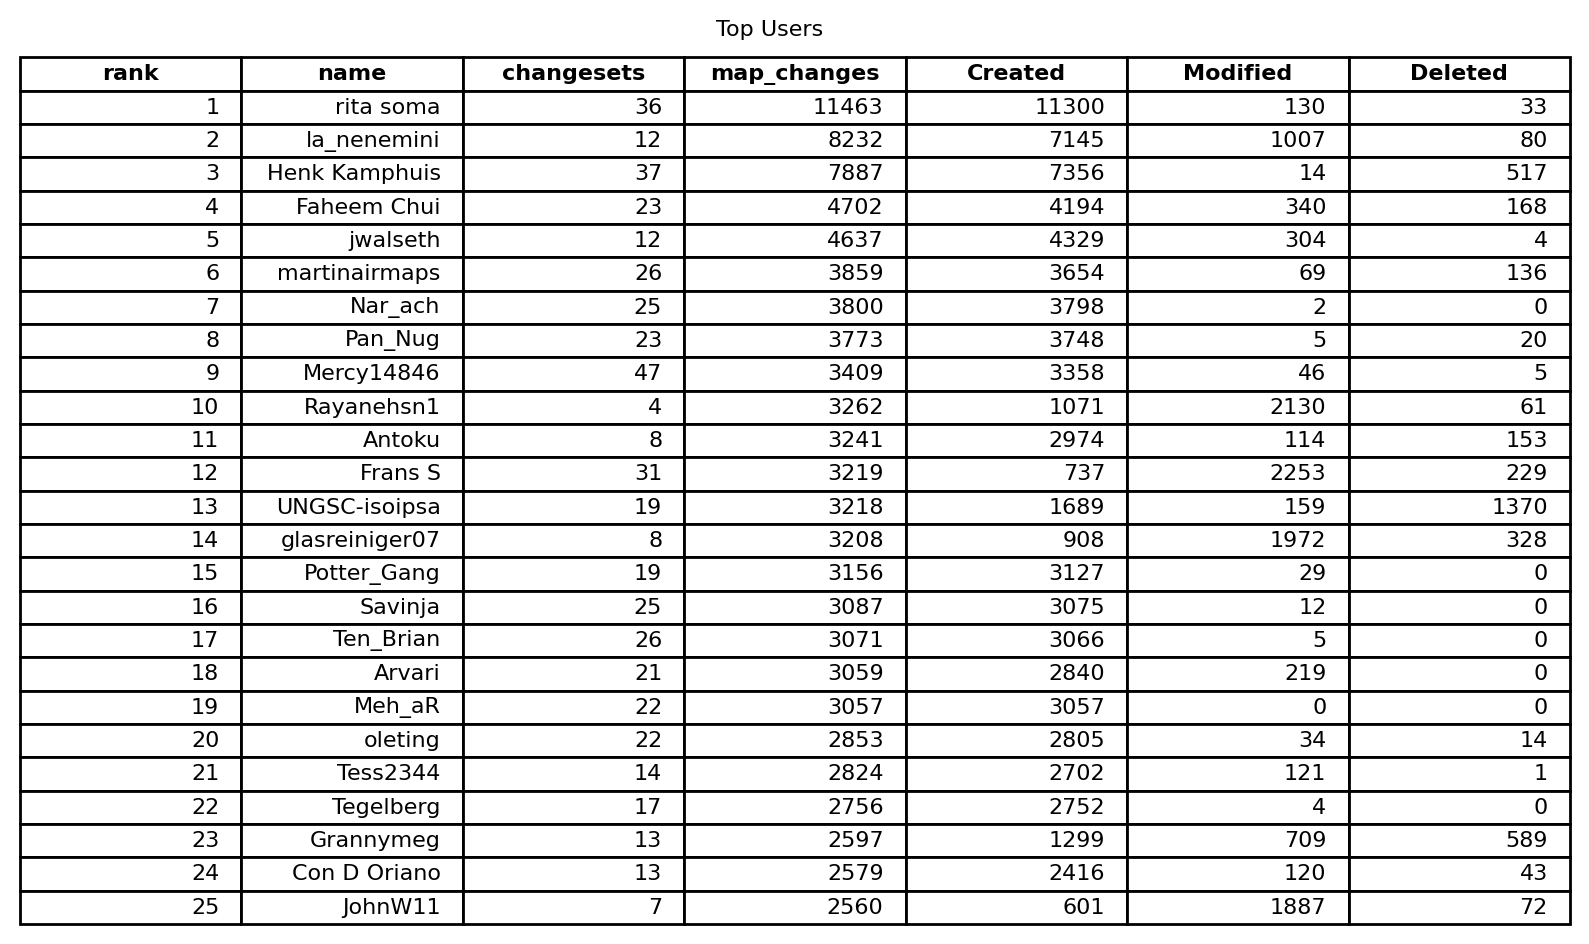 Top Users
rank name changesets map_changes Created Modified Deleted
1 rita soma 36 11463 11300 130 33
2 la_nenemini 12 8232 7145 1007 80
3 Henk Kamphuis 37 7887 7356 14 517
4 Faheem Chui 23 4702 4194 340 168
5 jwalseth 12 4637 4329 304 4
6 martinairmaps 26 3859 3654 69 136
7 Nar_ach 25 3800 3798 2 0
8 Pan_Nug 23 3773 3748 5 20
9 Mercy14846 47 3409 3358 46 5
10 Rayanehsn1 4 3262 1071 2130 61
11 Antoku 8 3241 2974 114 153
12 Frans S 31 3219 737 2253 229
13 UNGSC-isoipsa 19 3218 1689 159 1370
14 glasreiniger07 8 3208 908 1972 328
15 Potter_Gang 19 3156 3127 29 0
16 Savinja 25 3087 3075 12 0
17 Ten_Brian 26 3071 3066 5 0
18 Arvari 21 3059 2840 219 0
19 Meh_aR 22 3057 3057 0 0
20 oleting 22 2853 2805 34 14
21 Tess2344 14 2824 2702 121 1
22 Tegelberg 17 2756 2752 4 0
23 Grannymeg 13 2597 1299 709 589
24 Con D Oriano 13 2579 2416 120 43
25 JohnW11 7 2560 601 1887 72